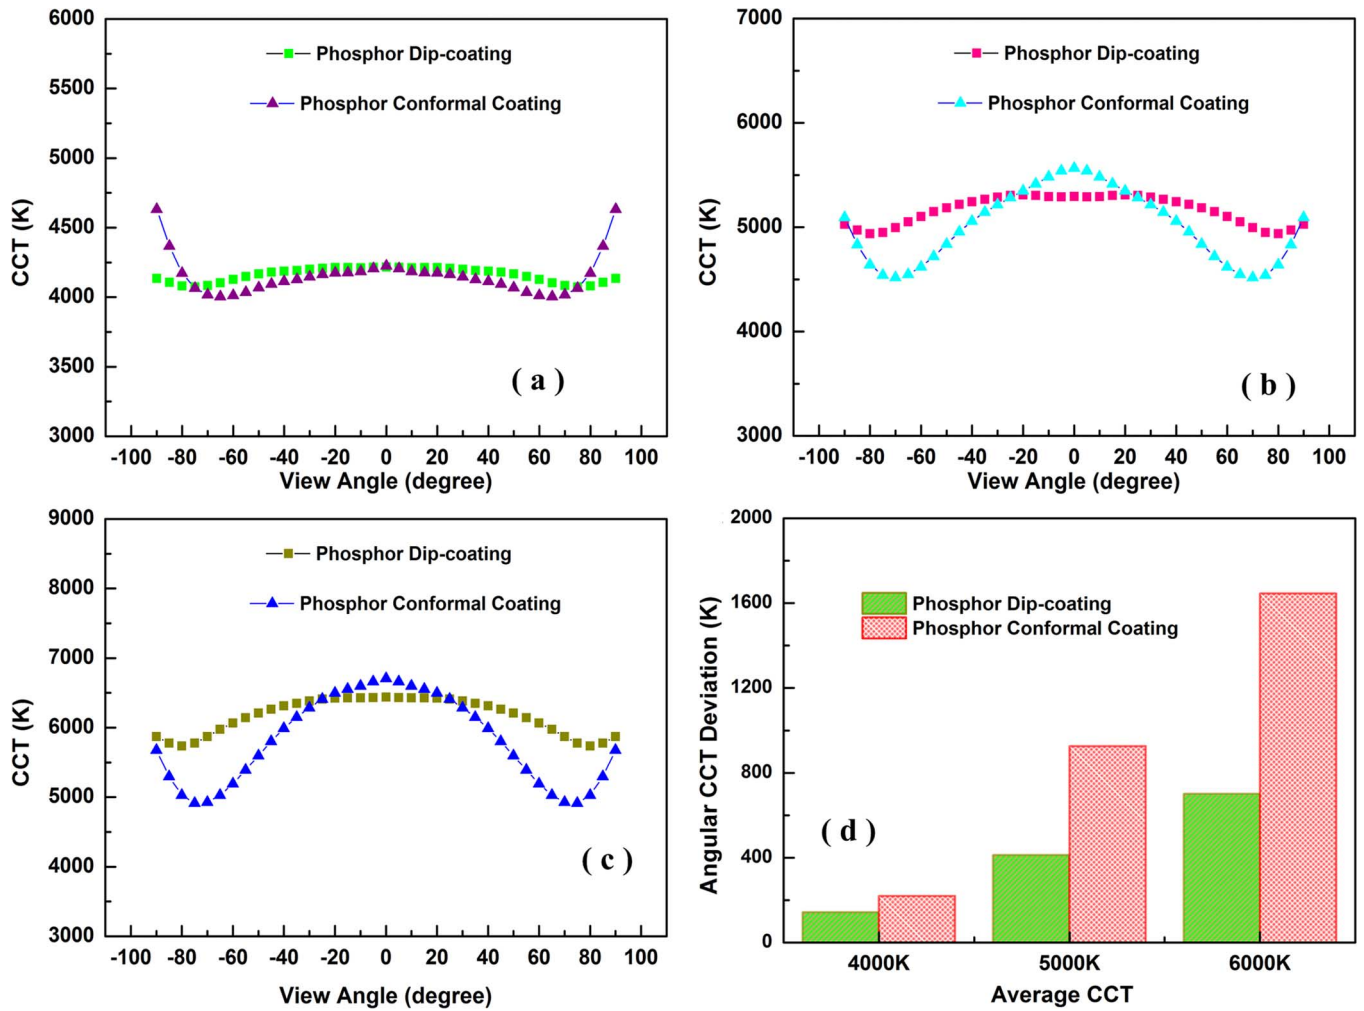 6000
5500
5000
4500
4000
3500
3000
CCT (K)
Phosphor Dip-coating
Phosphor Conformal Coating
( a )
-100 -80 -60 -40 -20 0 20 40 60 80 100
View Angle (degree)
7000
6000
5000
4000
3000
CCT (K)
Phosphor Dip-coating
Phosphor Conformal Coating
( b )
-100 -80 -60 -40 -20 0 20 40 60 80 100
View Angle (degree)
9000
8000
7000
6000
5000
4000
3000
CCT (K)
Phosphor Dip-coating
Phosphor Conformal Coating
( c )
-100 -80 -60 -40 -20 0 20 40 60 80 100
View Angle (degree)
2000
1600
1200
800
400
0
Angular CCT Deviation (K)
Phosphor Dip-coating
Phosphor Conformal Coating
( d )
4000K 5000K 6000K
Average CCT